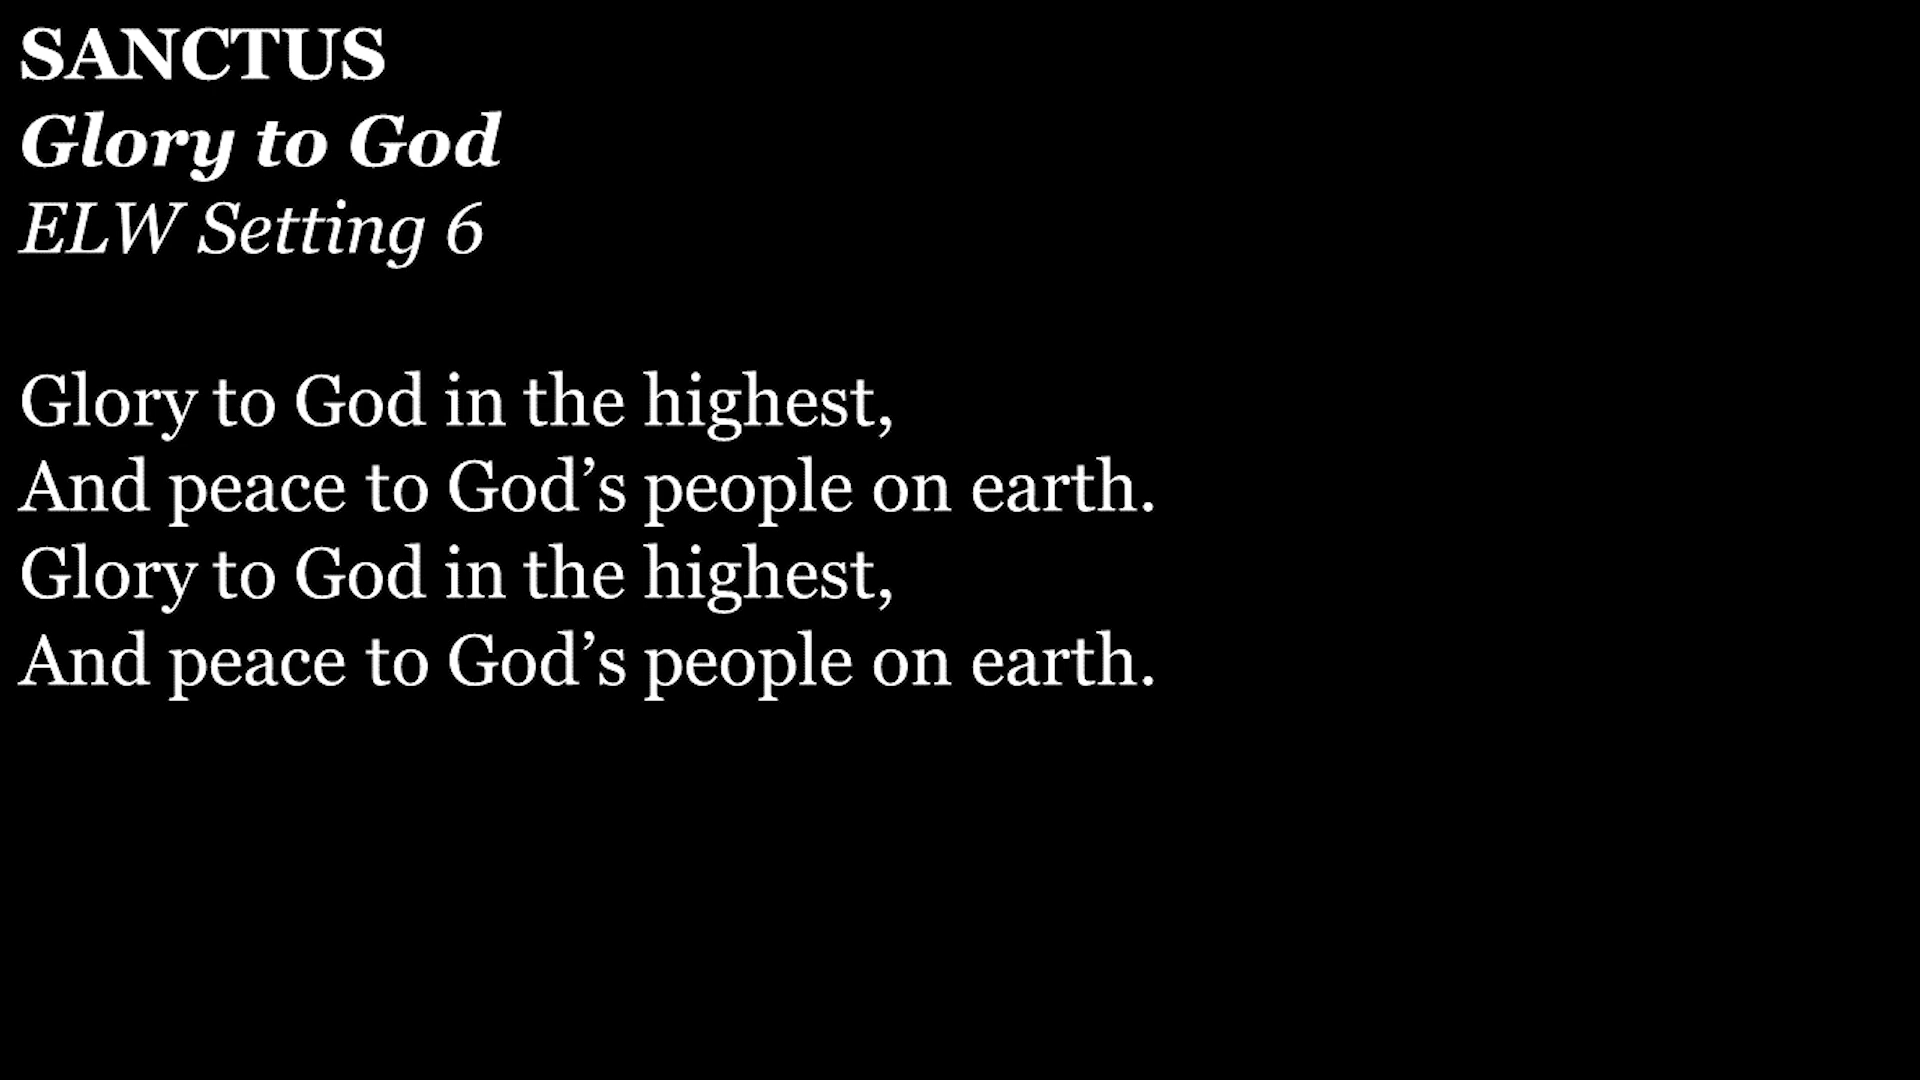 SANCTUS
Glory to God
ELW Setting 6
Glory to God in the highest,
And peace to God’s people on earth.
Glory to God in the highest,
And peace to God’s people on earth.